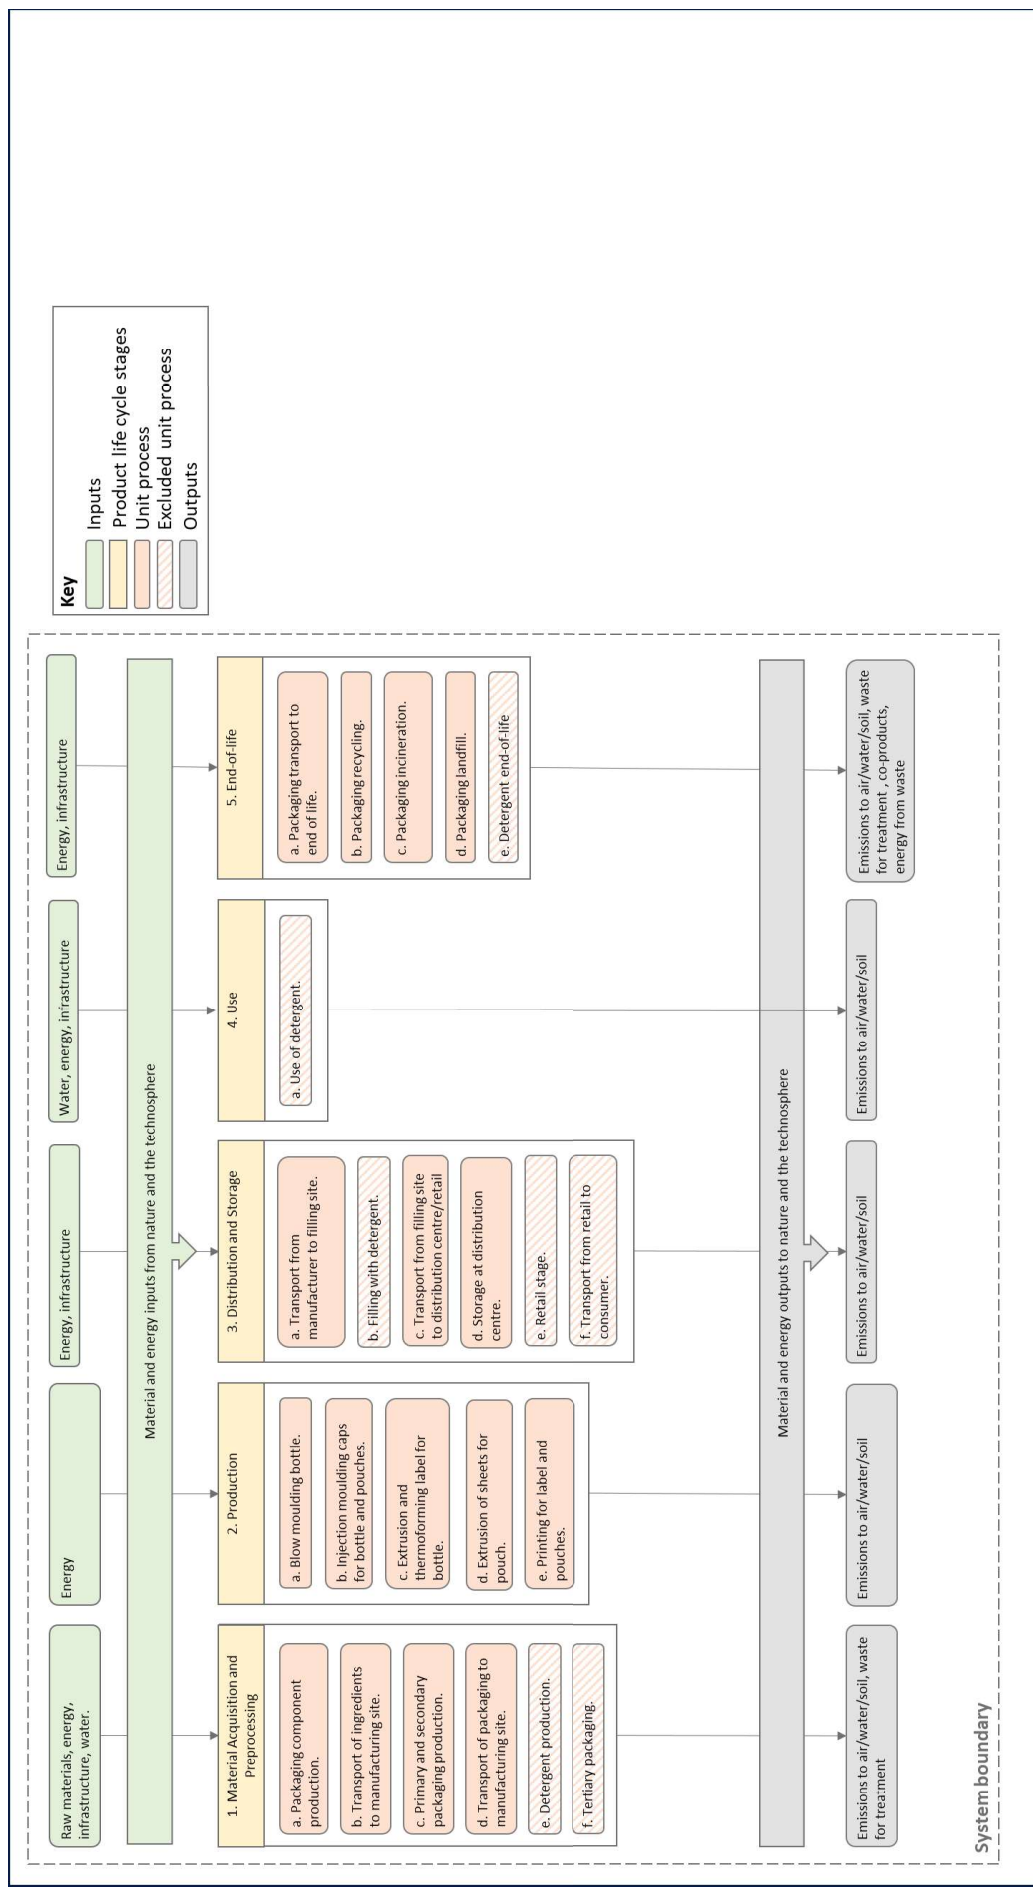 Raw materials, energy,
infrastructure, water.
Energy
Energy, infrastructure
Water, energy, infrastructure
Energy, infrastructure
Material and energy inputs from nature and the technosphere
1. Material Acquisition and
Preprocessing
a. Packaging component
production.
b. Transport of ingredients
to manufacturing site.
c. Primary and secondary
packaging production.
d. Transport of packaging to
manufacturing site.
e. Detergent production.
f. Tertiary packaging.
2. Production
a. Blow moulding bottle.
b. Injection moulding caps
for bottle and pouches.
c. Extrusion and
thermoforming label for
bottle.
d. Extrusion of sheets for
pouch.
e. Printing for label and
pouches.
3. Distribution and Storage
a. Transport from
manufacturer to filling site.
b. Filling with detergent.
c. Transport from filling site
to distribution centre/retail
d. Storage at distribution
centre.
e. Retail stage.
f. Transport from retail to
consumer.
4. Use
a. Use of detergent.
5. End-of-life
a. Packaging transport to
end of life.
b. Packaging recycling.
c. Packaging incineration.
d. Packaging landfill.
e. Detergent end-of-life
Material and energy outputs to nature and the technosphere
Emissions to air/water/soil, waste
for treatment
Emissions to air/water/soil
Emissions to air/water/soil
Emissions to air/water/soil
Emissions to air/water/soil, waste
for treatment , co-products,
energy from waste
System boundary
Key
Inputs
Product life cycle stages
Unit process
Excluded unit process
Outputs